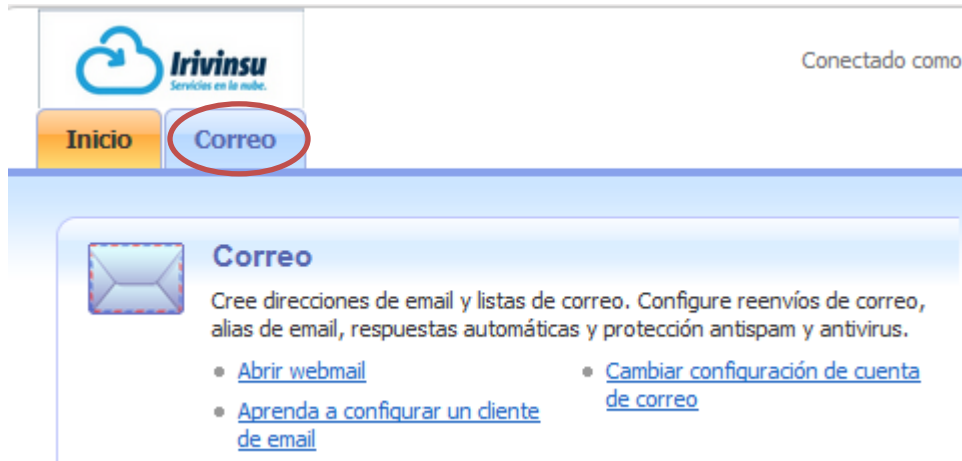 Irivinsu
Servicios en la nube.
Conectado como
Inicio
Correo
Correo
Cree direcciones de email y listas de correo. Configure reenvíos de correo,
alias de email, respuestas automáticas y protección antispam y antivirus.
Abrir webmail
Aprenda a configurar un cliente
de email
Cambiar configuración de cuenta
de correo